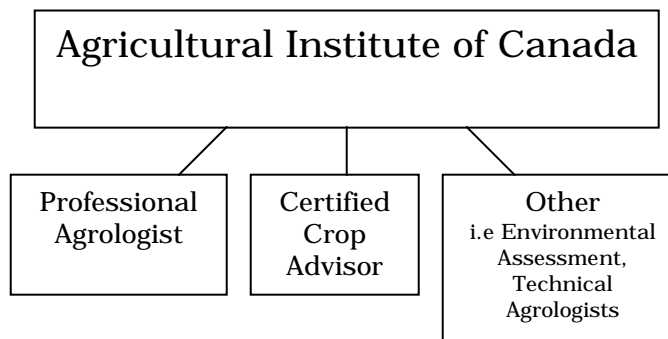 Agricultural Institute of Canada
Professional
Agrologist
Certified
Crop
Advisor
Other
i.e Environmental
Assessment,
Technical
Agrologists